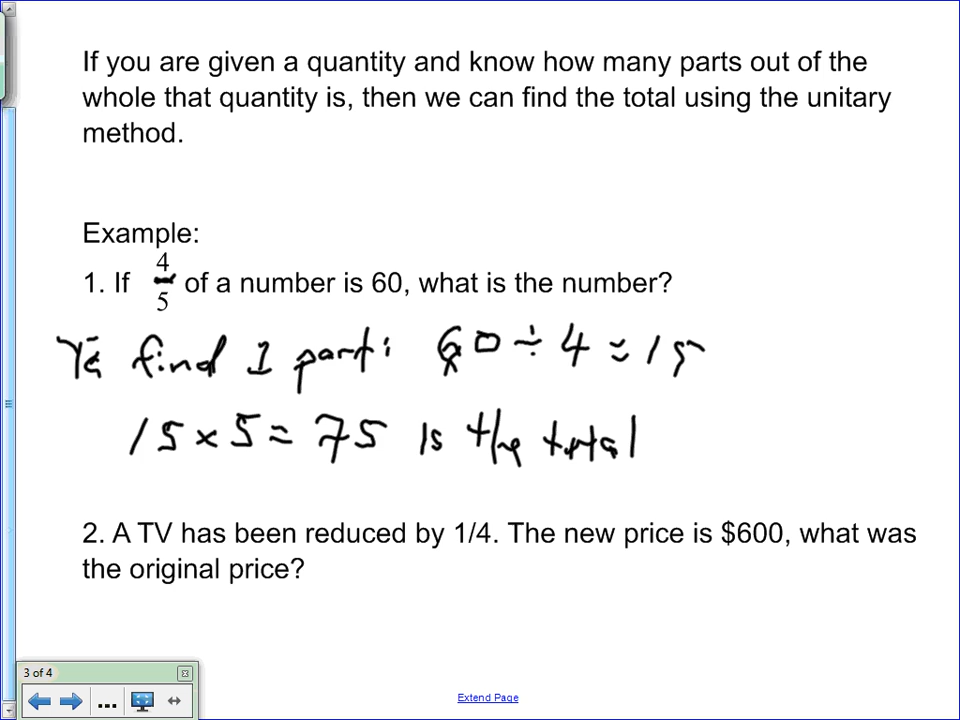 If you are given a quantity and know how many parts out of the
whole that quantity is, then we can find the total using the unitary
method.
Example:
1. If 4/5 of a number is 60, what is the number?
find 1 part: 60 ÷ 4 = 15
15 x 5 = 75 is the total
2. A TV has been reduced by 1/4. The new price is $600, what was
the original price?
3 of 4
...
Extend Page